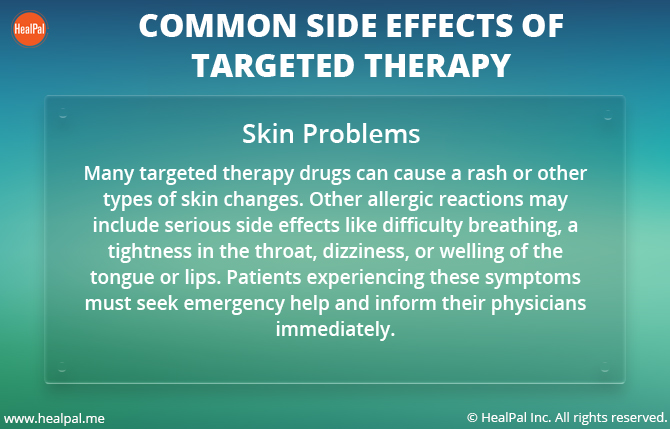 HealPal
COMMON SIDE EFFECTS OF
TARGETED THERAPY
Skin Problems
Many targeted therapy drugs can cause a rash or other
types of skin changes. Other allergic reactions may
include serious side effects like difficulty breathing, a
tightness in the throat, dizziness, or welling of the
tongue or lips. Patients experiencing these symptoms
must seek emergency help and inform their physicians
immediately.
www.healpal.me
© HealPal Inc. All rights reserved.